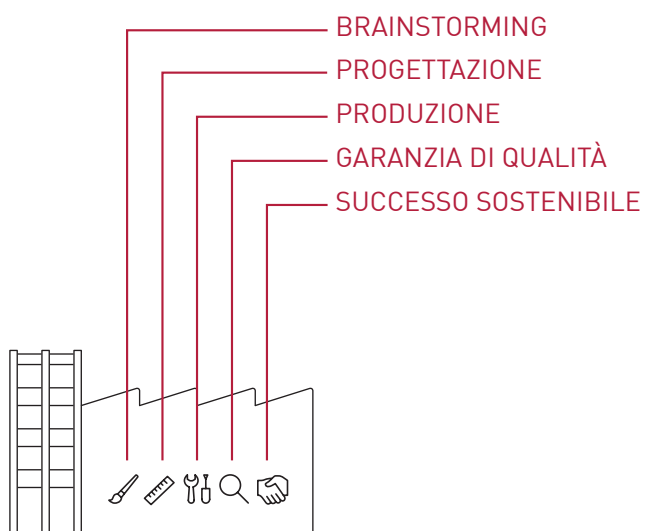 BRAINSTORMING
PROGETTAZIONE
PRODUZIONE
GARANZIA DI QUALITÀ
SUCCESSO SOSTENIBILE